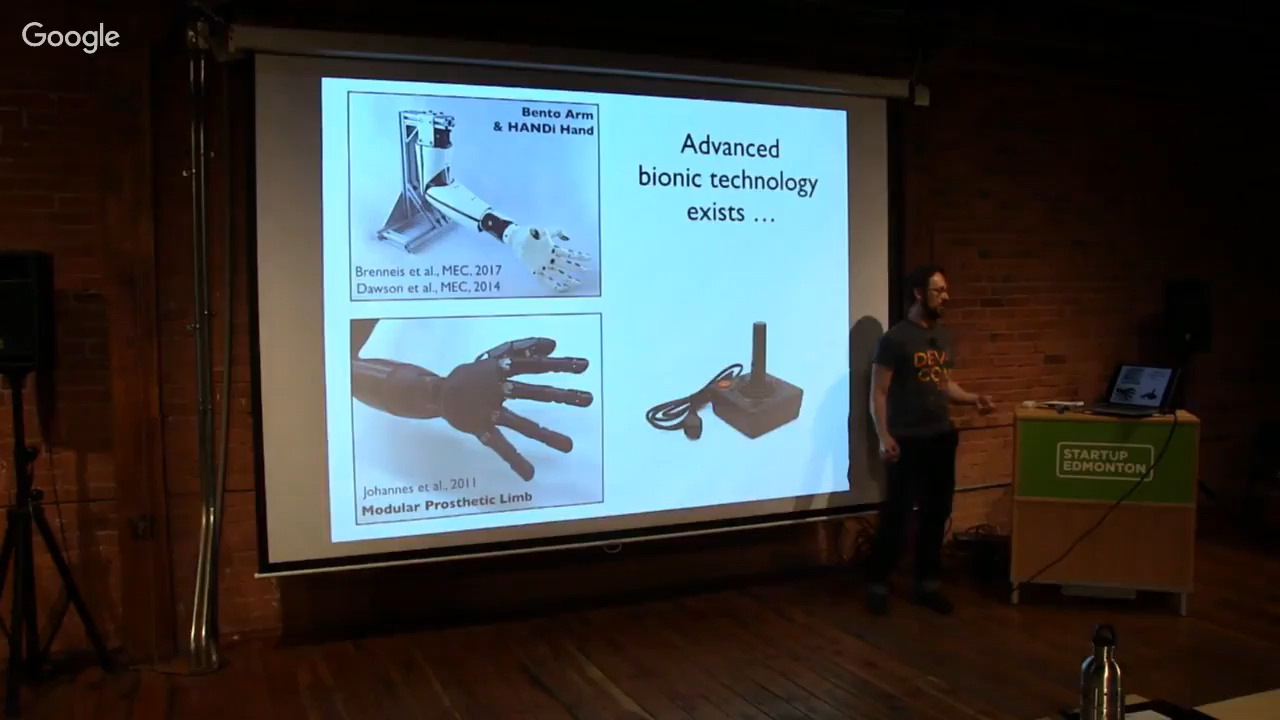 Google
Bento Arm
& HANDi Hand
Brenneis et al., MEC, 2017
Dawson et al., MEC, 2014
Johannes et al., 2011
Modular Prosthetic Limb
Advanced
bionic technology
exists …
DEV
STARTUP
EDMONTON